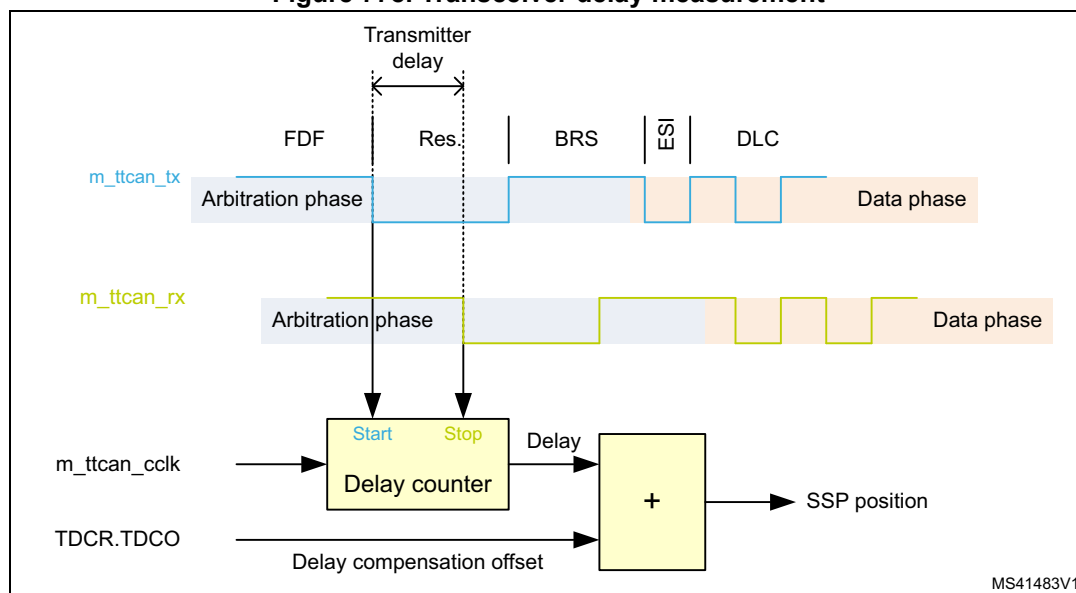 Transmitter
delay
FDF
Res.
BRS
ESI
DLC
m_ttcan_tx
Arbitration phase
Data phase
m_ttcan_rx
Arbitration phase
Data phase
Start
Stop
Delay
m_ttcan_cclk
Delay counter
+
SSP position
TDCR.TDCO
Delay compensation offset
MS41483V1